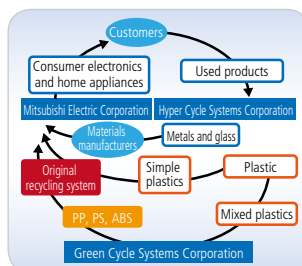 Customers
Consumer electronics
and home appliances
Used products
Mitsubishi Electric Corporation
Hyper Cycle Systems Corporation
Materials
manufacturers
Metals and glass
Original
recycling system
Simple
plastics
Plastic
PP, PS, ABS
Mixed plastics
Green Cycle Systems Corporation